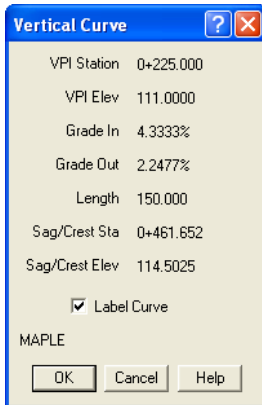 Vertical Curve
VPI Station 0+225.000
VPI Elev 111.0000
Grade In 4.3333%
Grade Out 2.2477%
Length 150.000
Sag/Crest Sta 0+461.652
Sag/Crest Elev 114.5025
Label Curve
MAPLE
OK Cancel Help